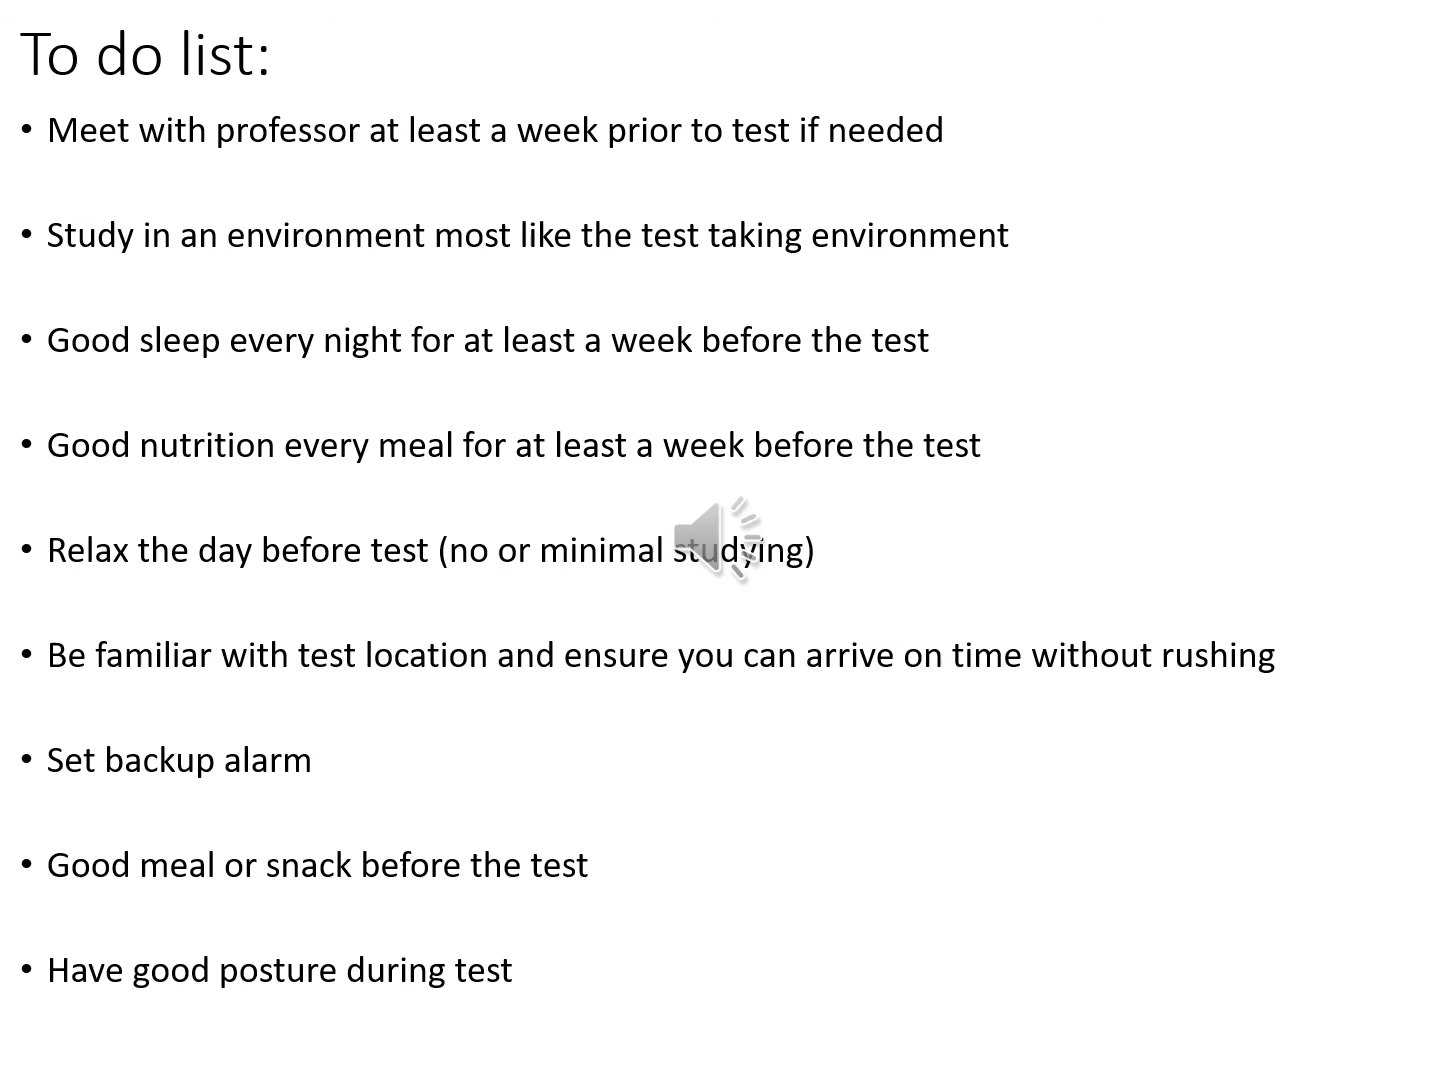 To do list:
• Meet with professor at least a week prior to test if needed
• Study in an environment most like the test taking environment
• Good sleep every night for at least a week before the test
• Good nutrition every meal for at least a week before the test
• Relax the day before test (no or minimal studying)
• Be familiar with test location and ensure you can arrive on time without rushing
• Set backup alarm
• Good meal or snack before the test
• Have good posture during test